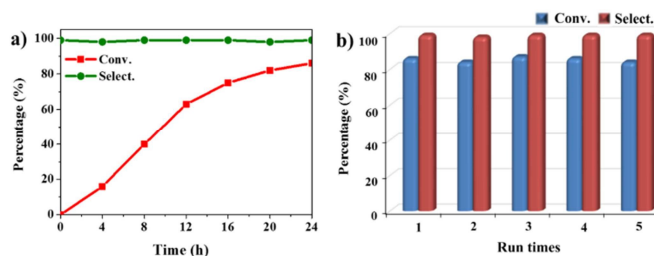 a)
100
80
60
40
20
0
Percentage (%)
Conv.
Select.
0 4 8 12 16 20 24
Time (h)
b)
Conv. Select.
100
80
60
40
20
0
Percentage (%)
1 2 3 4 5
Run times